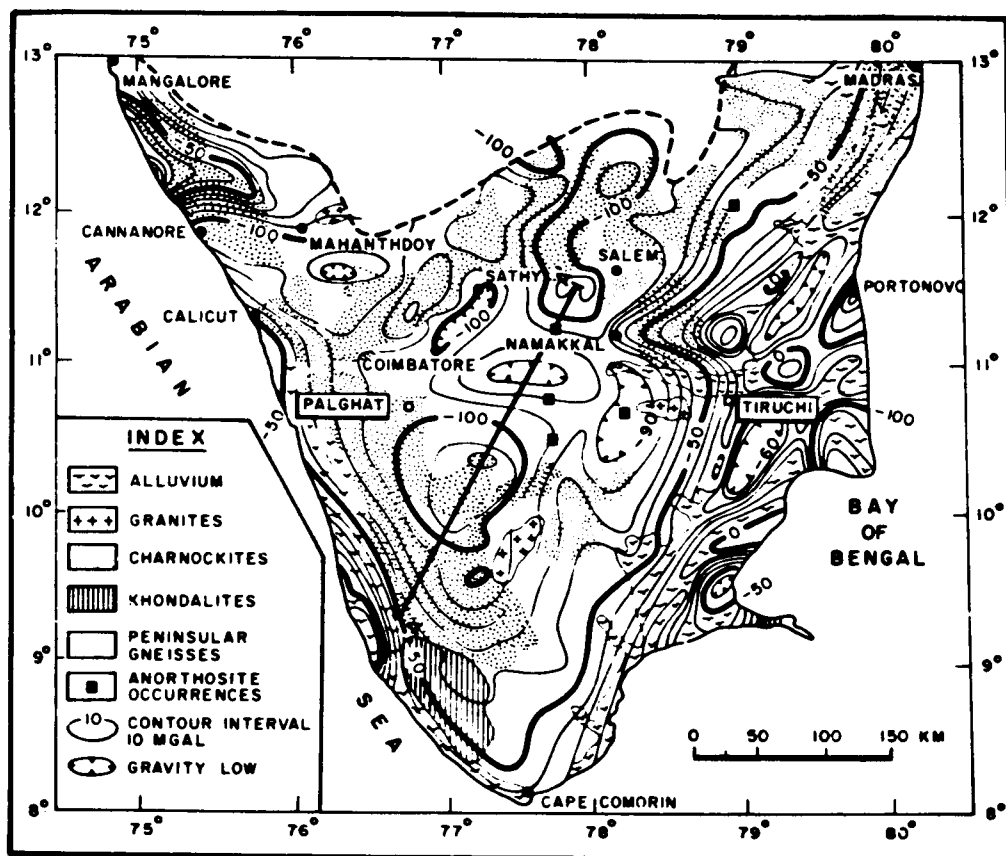 75° 76° 77° 78° 79° 80°
13° 13°
MANGALORE
MADRAS
-50
-100
-50
12° 12°
-100
-100
CANNANORE
MAHANTHDOY
SALEM
SATHY
PORTONOVO
ARABIAN
CALICUT
-100
NAMAKKAL
11° 11°
COIMBATORE
0
PALGHAT
TIRUCHI
-100
-100
-50
-90
-50
-60
INDEX
ALLUVIUM
GRANITES
CHARNOCKITES
KHONDALITES
PENINSULAR
GNEISSES
ANORTHOSITE
OCCURRENCES
10
CONTOUR INTERVAL
10 MGAL
GRAVITY LOW
10° 10°
BAY
OF
BENGAL
0
-50
9° 9°
50
SEA
0 50 100 150 KM
CAPE COMORIN
8° 8°
75° 76° 77° 78° 79° 80°